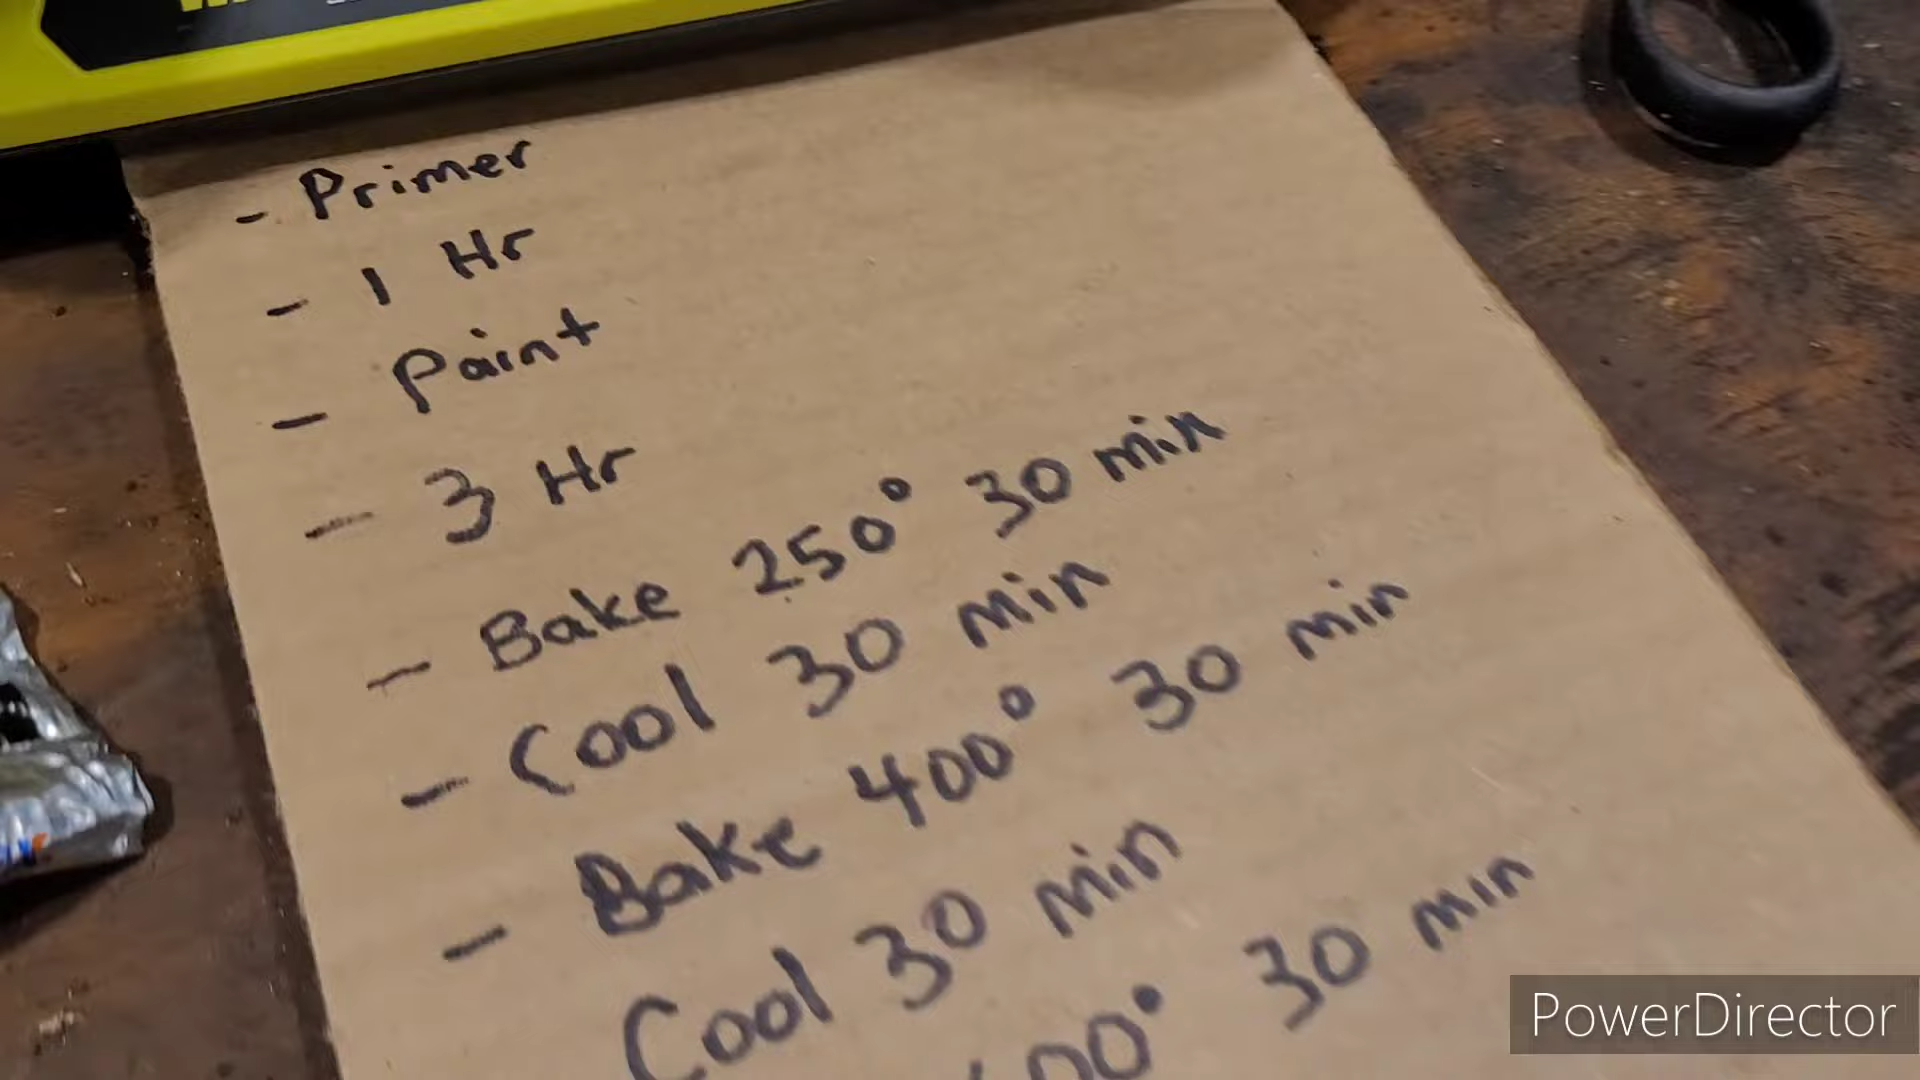 - Primer
- 1 Hr
- Paint
- 3 Hr
- Bake 250° 30 min
- Cool 30 min
- Bake 400° 30 min
Cool 30 min
00° 30 min
PowerDirector